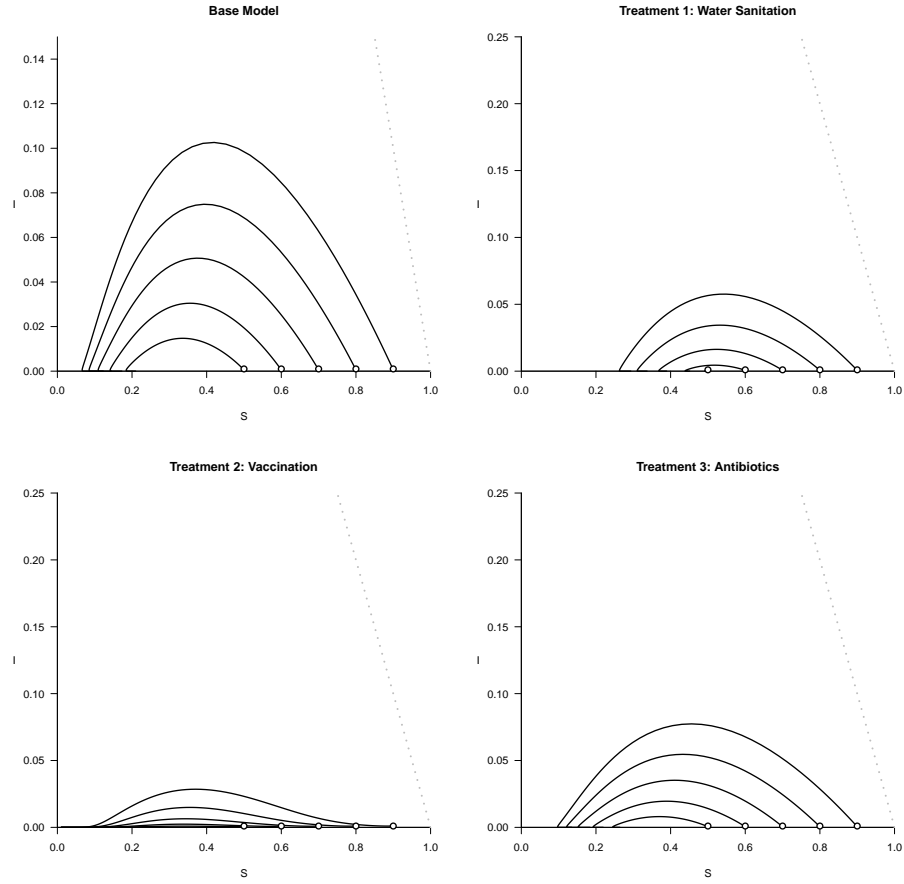 Base Model
0.14
0.12
0.10
0.08
0.06
0.04
0.02
0.00
I
0.0 0.2 0.4 0.6 0.8 1.0
S
Treatment 1: Water Sanitation
0.25
0.20
0.15
0.10
0.05
0.00
I
0.0 0.2 0.4 0.6 0.8 1.0
S
Treatment 2: Vaccination
0.25
0.20
0.15
0.10
0.05
0.00
I
0.0 0.2 0.4 0.6 0.8 1.0
S
Treatment 3: Antibiotics
0.25
0.20
0.15
0.10
0.05
0.00
I
0.0 0.2 0.4 0.6 0.8 1.0
S